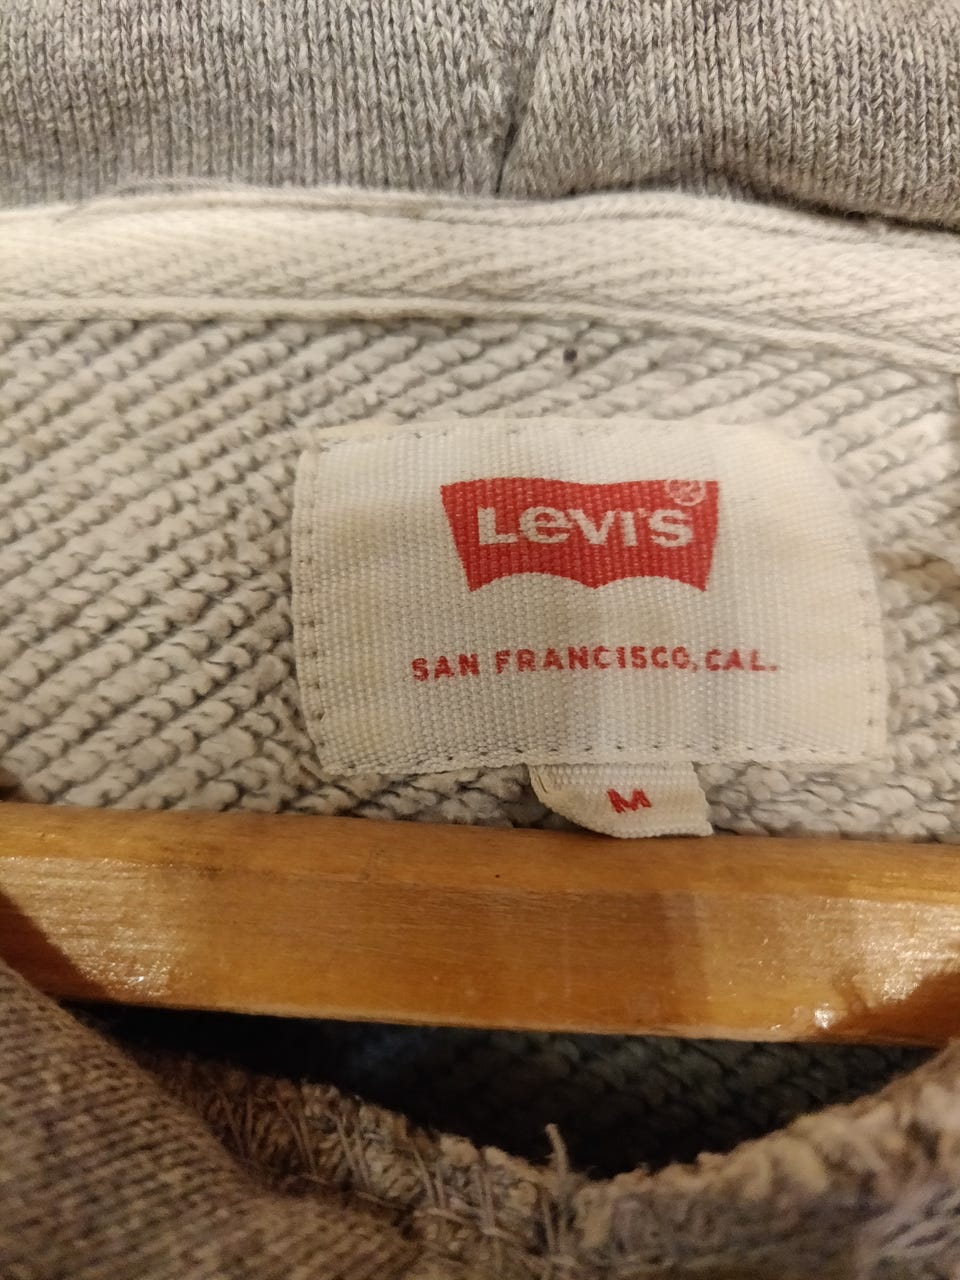 Levi's ®
SAN FRANCISCO, CAL.
M